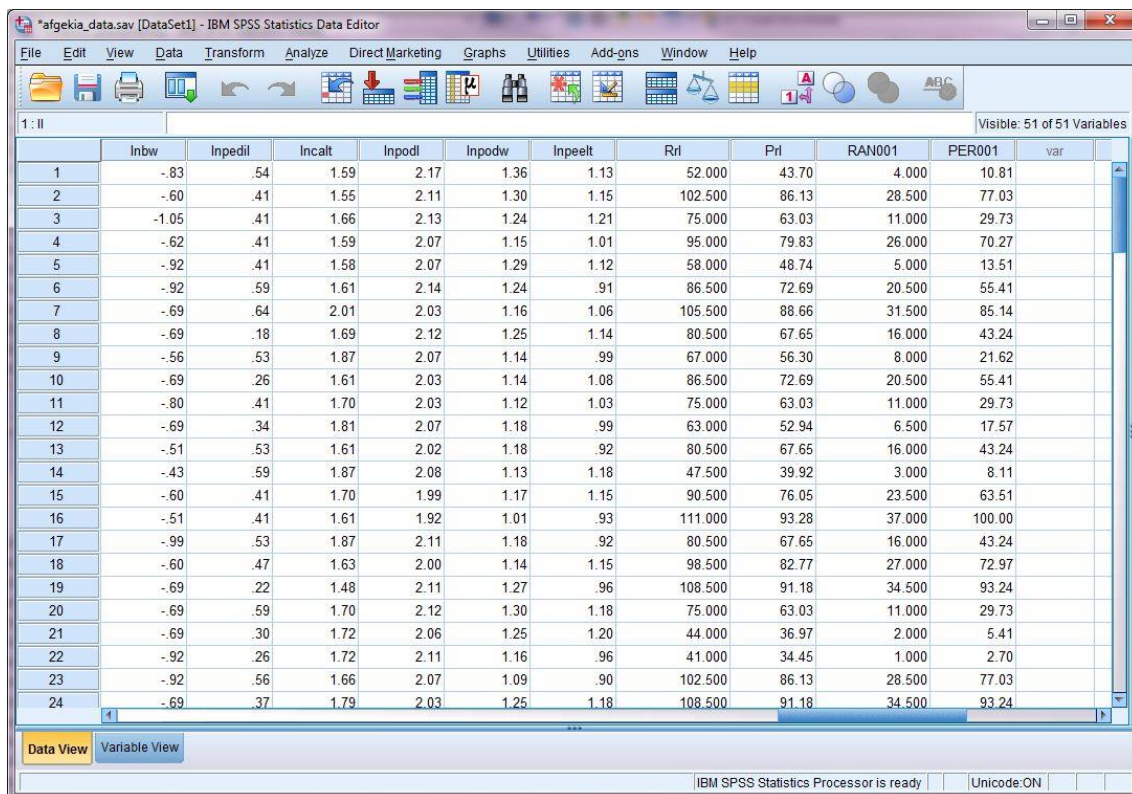 *afgekia_data.sav [DataSet1] - IBM SPSS Statistics Data Editor
File Edit View Data Transform Analyze Direct Marketing Graphs Utilities Add-ons Window Help
1 : ll Visible: 51 of 51 Variables
lnbw lnpedil lncalt lnpodl lnpodw lnpeelt Rrl Prl RAN001 PER001 var
1 -.83 .54 1.59 2.17 1.36 1.13 52.000 43.70 4.000 10.81
2 -.60 .41 1.55 2.11 1.30 1.15 102.500 86.13 28.500 77.03
3 -1.05 .41 1.66 2.13 1.24 1.21 75.000 63.03 11.000 29.73
4 -.62 .41 1.59 2.07 1.15 1.01 95.000 79.83 26.000 70.27
5 -.92 .41 1.58 2.07 1.29 1.12 58.000 48.74 5.000 13.51
6 -.92 .59 1.61 2.14 1.24 .91 86.500 72.69 20.500 55.41
7 -.69 .64 2.01 2.03 1.16 1.06 105.500 88.66 31.500 85.14
8 -.69 .18 1.69 2.12 1.25 1.14 80.500 67.65 16.000 43.24
9 -.56 .53 1.87 2.07 1.14 .99 67.000 56.30 8.000 21.62
10 -.69 .26 1.61 2.03 1.14 1.08 86.500 72.69 20.500 55.41
11 -.80 .41 1.70 2.03 1.12 1.03 75.000 63.03 11.000 29.73
12 -.69 .34 1.81 2.07 1.18 .99 63.000 52.94 6.500 17.57
13 -.51 .53 1.61 2.02 1.18 .92 80.500 67.65 16.000 43.24
14 -.43 .59 1.87 2.08 1.13 1.18 47.500 39.92 3.000 8.11
15 -.60 .41 1.70 1.99 1.17 1.15 90.500 76.05 23.500 63.51
16 -.51 .41 1.61 1.92 1.01 .93 111.000 93.28 37.000 100.00
17 -.99 .53 1.87 2.11 1.18 .92 80.500 67.65 16.000 43.24
18 -.60 .47 1.63 2.00 1.14 1.15 98.500 82.77 27.000 72.97
19 -.69 .22 1.48 2.11 1.27 .96 108.500 91.18 34.500 93.24
20 -.69 .59 1.70 2.12 1.30 1.18 75.000 63.03 11.000 29.73
21 -.69 .30 1.72 2.06 1.25 1.20 44.000 36.97 2.000 5.41
22 -.92 .26 1.72 2.11 1.16 .96 41.000 34.45 1.000 2.70
23 -.92 .56 1.66 2.07 1.09 .90 102.500 86.13 28.500 77.03
24 -.69 .37 1.79 2.03 1.25 1.18 108.500 91.18 34.500 93.24
Data View Variable View
IBM SPSS Statistics Processor is ready Unicode:ON